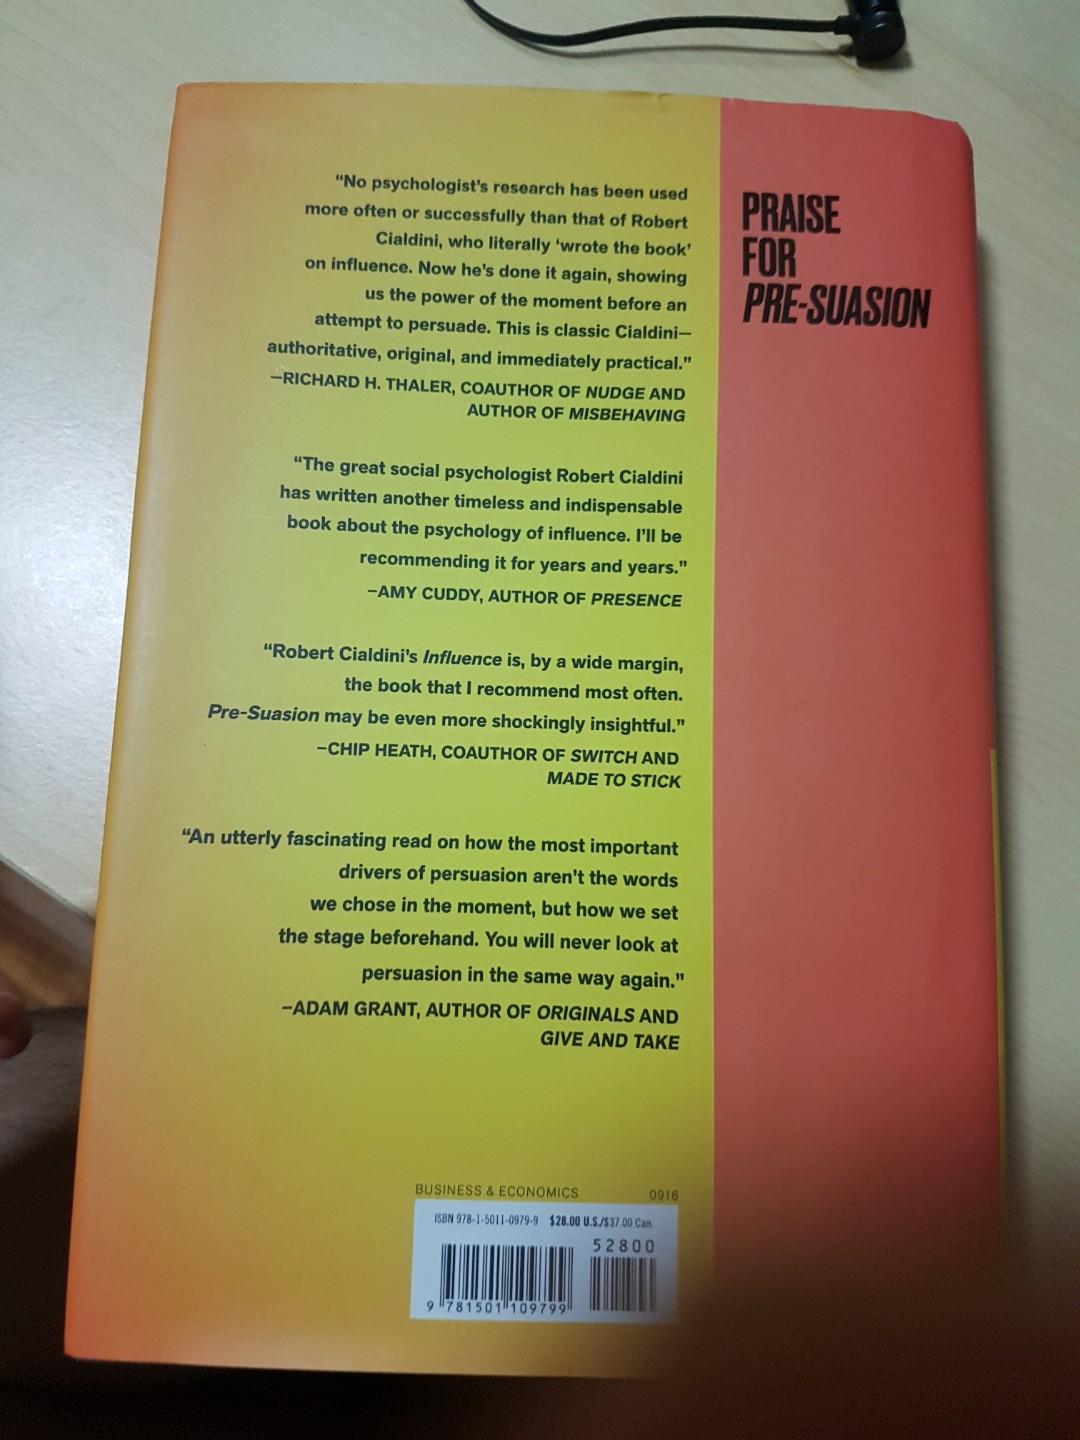 PRAISE
FOR
PRE-SUASION
“No psychologist’s research has been used
more often or successfully than that of Robert
Cialdini, who literally ‘wrote the book’
on influence. Now he’s done it again, showing
us the power of the moment before an
attempt to persuade. This is classic Cialdini—
authoritative, original, and immediately practical.”
—RICHARD H. THALER, COAUTHOR OF NUDGE AND
AUTHOR OF MISBEHAVING
“The great social psychologist Robert Cialdini
has written another timeless and indispensable
book about the psychology of influence. I’ll be
recommending it for years and years.”
—AMY CUDDY, AUTHOR OF PRESENCE
“Robert Cialdini’s Influence is, by a wide margin,
the book that I recommend most often.
Pre-Suasion may be even more shockingly insightful.”
—CHIP HEATH, COAUTHOR OF SWITCH AND
MADE TO STICK
“An utterly fascinating read on how the most important
drivers of persuasion aren’t the words
we chose in the moment, but how we set
the stage beforehand. You will never look at
persuasion in the same way again.”
—ADAM GRANT, AUTHOR OF ORIGINALS AND
GIVE AND TAKE
BUSINESS & ECONOMICS 0916
ISBN 978-1-5011-0979-9 $28.00 U.S./$37.00 Can.
52800
9 781501 109799